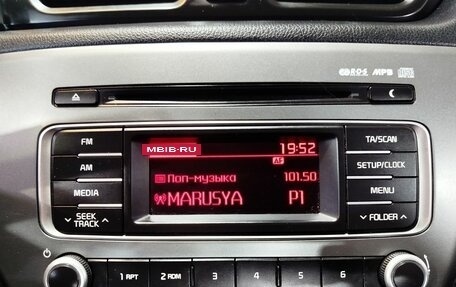 RDS MP3
FM
AM
MEDIA
SEEK
TRACK
MBIB-RU 19:52
AF
Поп-музыка 101.50
MARUSYA P1
TA/SCAN
SETUP/CLOCK
MENU
FOLDER
1 RPT 2 RDM 3 4 5 6